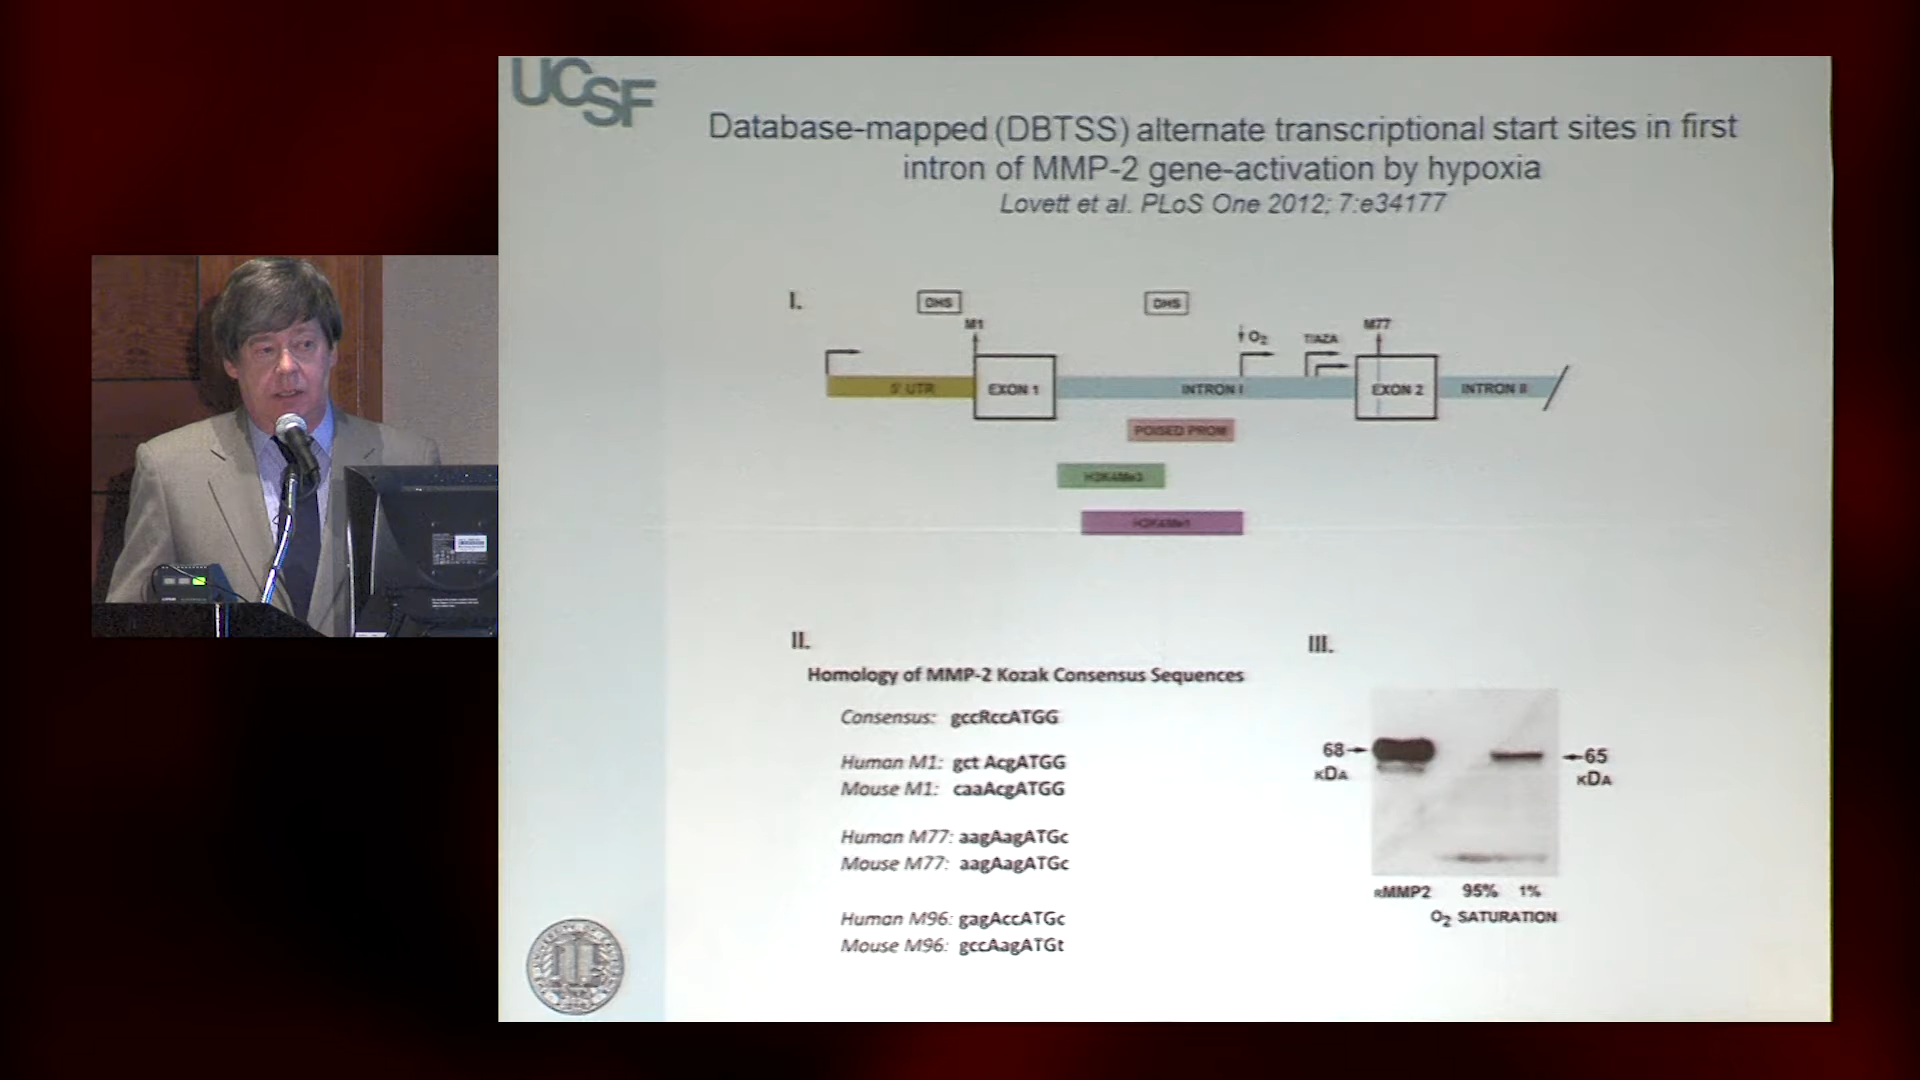 UCSF
Database-mapped (DBTSS) alternate transcriptional start sites in first
intron of MMP-2 gene-activation by hypoxia
Lovett et al. PLoS One 2012; 7:e34177
I.
DHS
DHS
M1
O2
T/AZA
M77
5' UTR
EXON 1
INTRON I
EXON 2
INTRON II
POISED PROM
H3K4Me3
H3K4Me1
II.
Homology of MMP-2 Kozak Consensus Sequences
Consensus: gccRccATGG
Human M1: gct AcgATGG
Mouse M1: caaAcgATGG
Human M77: aagAagATGc
Mouse M77: aagAagATGc
Human M96: gagAccATGc
Mouse M96: gccAagATGt
III.
68
KDA
65
KDA
RMMP2 95% 1%
O2 SATURATION